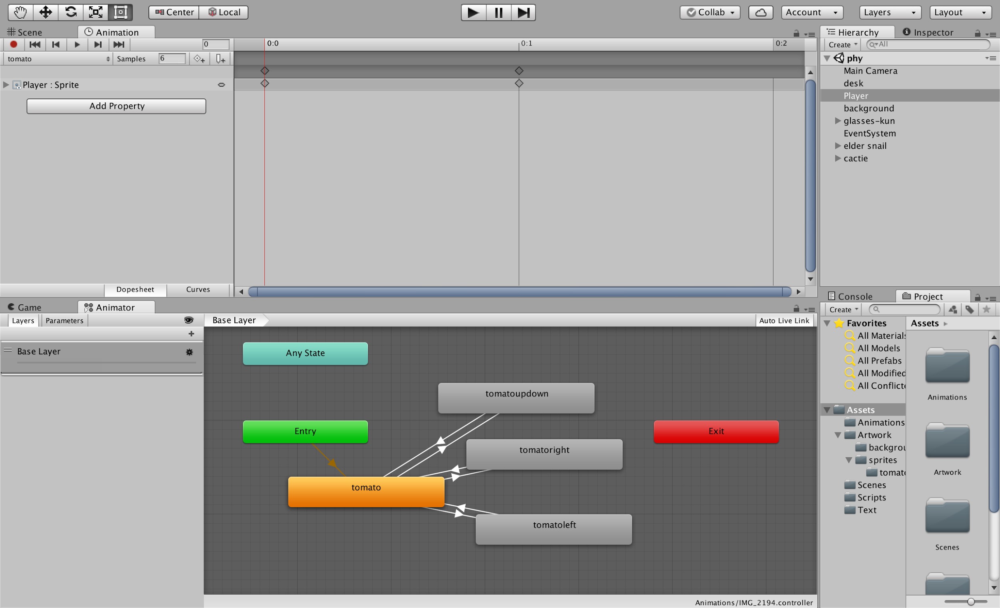 Center Local Collab Account Layers Layout
Scene Animation
0 0:0 0:1 0:2
tomato Samples 6
Player : Sprite
Add Property
Dopesheet Curves
Hierarchy Inspector
Create All
phy
Main Camera
desk
Player
background
glasses-kun
EventSystem
elder snail
cactie
Game Animator
Layers Parameters Base Layer Auto Live Link
Base Layer
Any State
tomatoupdown
Entry
Exit
tomatoright
tomato
tomatoleft
Animations/IMG_2194.controller
Console Project
Create
Favorites
All Materials
All Models
All Prefabs
All Modified
All Conflicte
Assets
Animations
Artwork
backgrou
sprites
tomato
Scenes
Scripts
Text
Assets
Animations
Artwork
Scenes